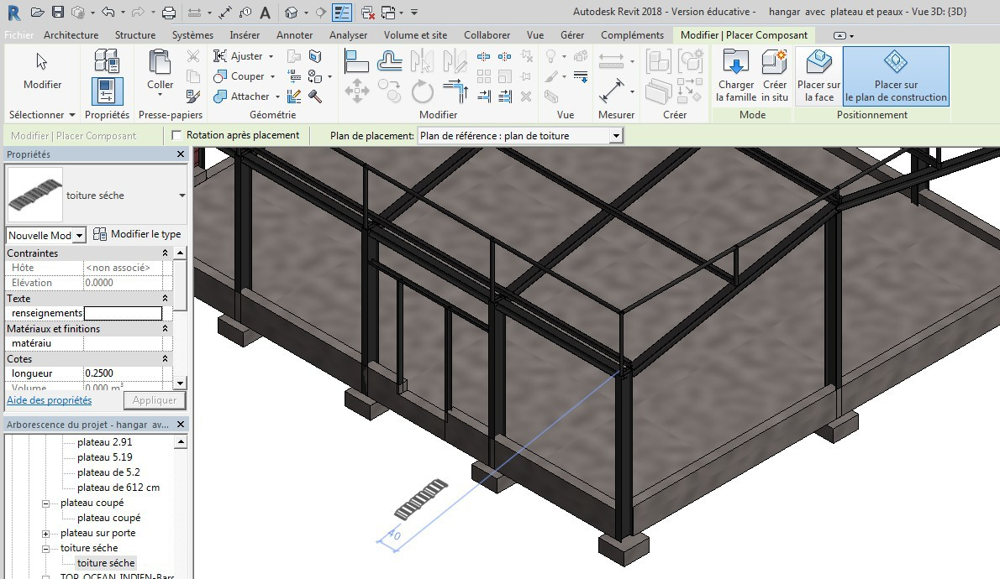 Autodesk Revit 2018 - Version éducative - hangar avec plateau et peaux - Vue 3D: {3D}
Fichier Architecture Structure Systèmes Insérer Annoter Analyser Volume et site Collaborer Vue Gérer Compléments Modifier | Placer Composant
Modifier
Propriétés
Coller
Ajuster
Couper
Attacher
Charger
la famille
Créer
in situ
Placer sur
la face
Placer sur
le plan de construction
Sélectionner Propriétés Presse-papiers Géométrie Modifier Vue Mesurer Créer Mode Positionnement
Modifier | Placer Composant Rotation après placement Plan de placement: Plan de référence : plan de toiture
Propriétés
toiture séche
Nouvelle Mod Modifier le type
Contraintes
Hôte <non associé>
Elévation 0.0000
Texte
renseignements
Matériaux et finitions
matéraiu
Cotes
longueur 0.2500
Volume 0.000 m³
Aide des propriétés Appliquer
Arborescence du projet - hangar av...
plateau 2.91
plateau 5.19
plateau de 5.2
plateau de 612 cm
plateau coupé
plateau coupé
plateau sur porte
toiture séche
toiture séche
40